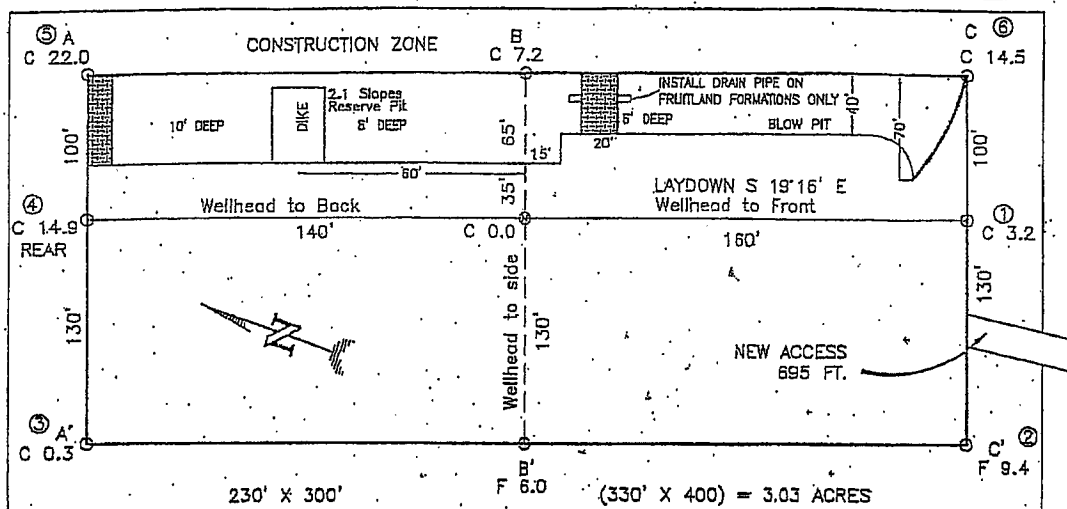 ⑤ A
C 22.0
CONSTRUCTION ZONE
B
C 7.2
C ⑥
C 14.5
INSTALL DRAIN PIPE ON
FRUITLAND FORMATIONS ONLY
2:1 Slopes
Reserve Pit
10' DEEP
DIKE
8' DEEP
65'
5' DEEP
BLOW PIT
40'
70'
100'
100'
15'
20'
60'
35'
LAYDOWN S 19°16' E
Wellhead to Front
④
C 14.9
REAR
Wellhead to Back
140'
C 0.0
160'
①
C 3.2
130'
Wellhead to side
130'
130'
N
NEW ACCESS
695 FT.
③ A'
C 0.3
B'
F 6.0
C' ②
F 9.4
230' X 300'
(330' X 400) = 3.03 ACRES